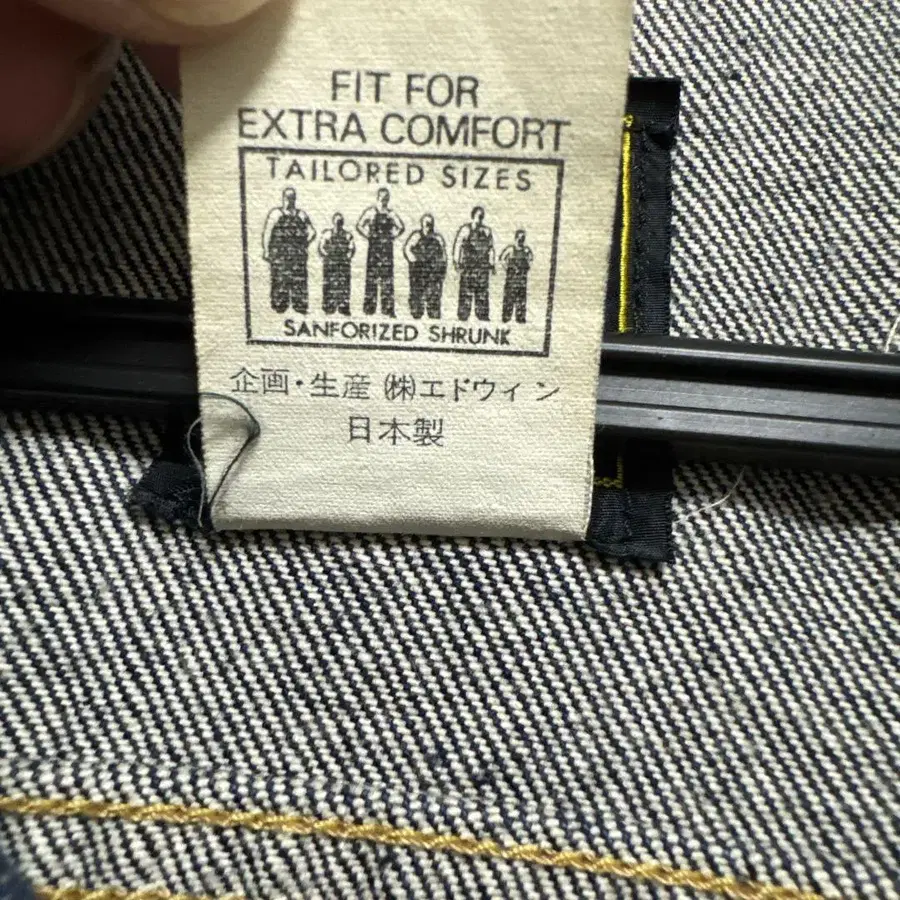 FIT FOR
EXTRA COMFORT
TAILORED SIZES
SANFORIZED SHRUNK
企画・生産 ㈱エドウィン
日本製